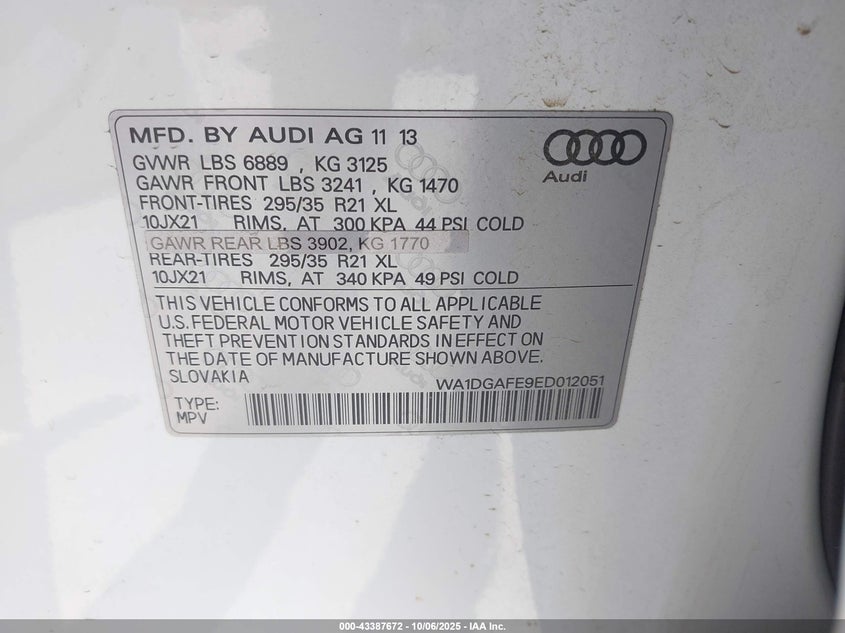 MFD. BY AUDI AG 11 13
GVWR LBS 6889 , KG 3125
GAWR FRONT LBS 3241 , KG 1470
FRONT-TIRES 295/35 R21 XL
10JX21 RIMS, AT 300 KPA 44 PSI COLD
GAWR REAR LBS 3902, KG 1770
REAR-TIRES 295/35 R21 XL
10JX21 RIMS, AT 340 KPA 49 PSI COLD
Audi
THIS VEHICLE CONFORMS TO ALL APPLICABLE
U.S. FEDERAL MOTOR VEHICLE SAFETY AND
THEFT PREVENTION STANDARDS IN EFFECT ON
THE DATE OF MANUFACTURE SHOWN ABOVE.
SLOVAKIA
WA1DGAFE9ED012051
TYPE:
MPV
000-43387672 - 10/06/2025 - IAA Inc.